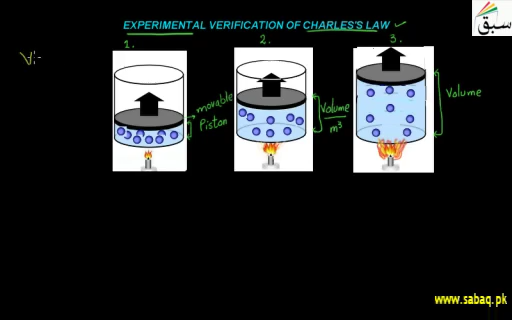 EXPERIMENTAL VERIFICATION OF CHARLES'S LAW
سبق
1.
2.
3.
V:-
movable
Piston
Volume
m³
Volume
www.sabaq.pk